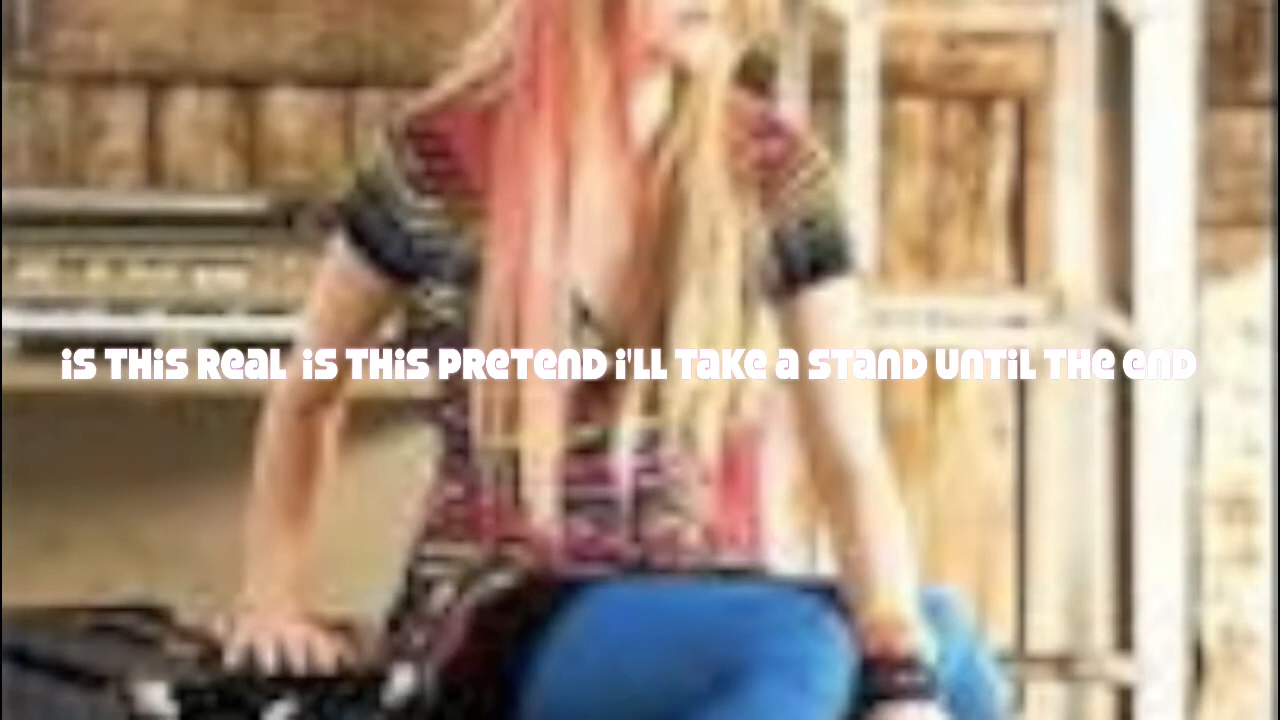 is this real is this pretend i'll take a stand until the end